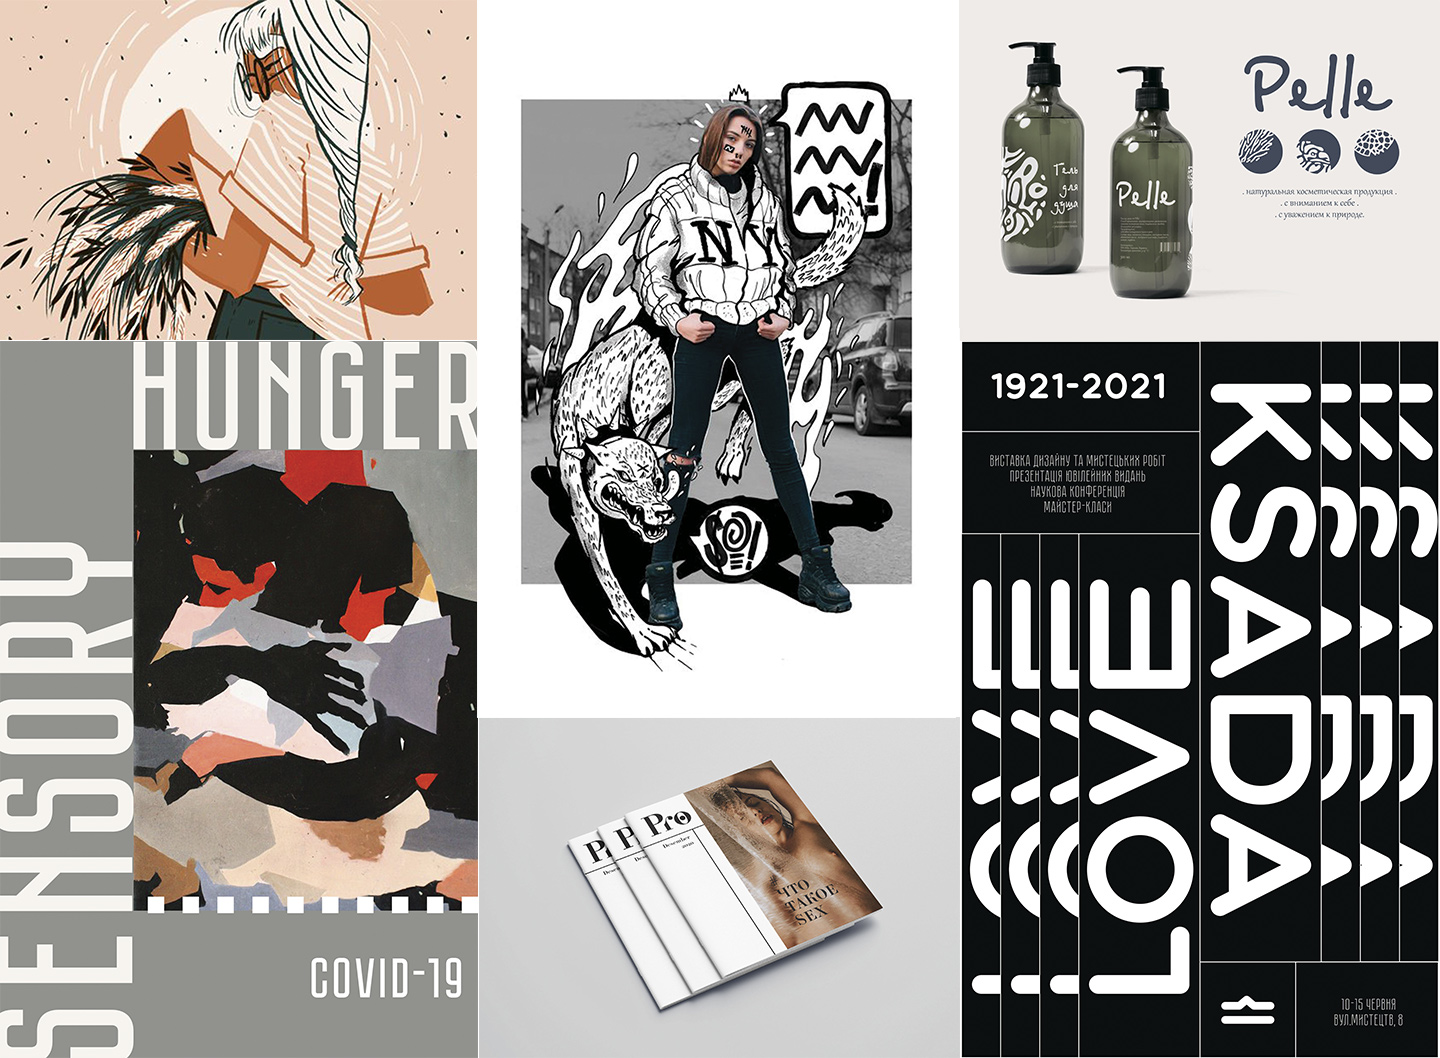 NY
Pelle
Гель
для
душа
Pelle
. натуральная косметическая продукция .
. с вниманием к себе .
. с уважением к природе.
HUNGER
SENSORY
COVID-19
Pro
December
ЧТО
ТАКОЕ
SEX
1921-2021
ВИСТАВКА ДИЗАЙНУ ТА МИСТЕЦЬКИХ РОБІТ
ПРЕЗЕНТАЦІЯ ЮВІЛЕЙНИХ ВИДАНЬ
НАУКОВА КОНФЕРЕНЦІЯ
МАЙСТЕР-КЛАСИ
LOVE
KSADA
10-15 ЧЕРВНЯ
ВУЛ.МИСТЕЦТВ, 8